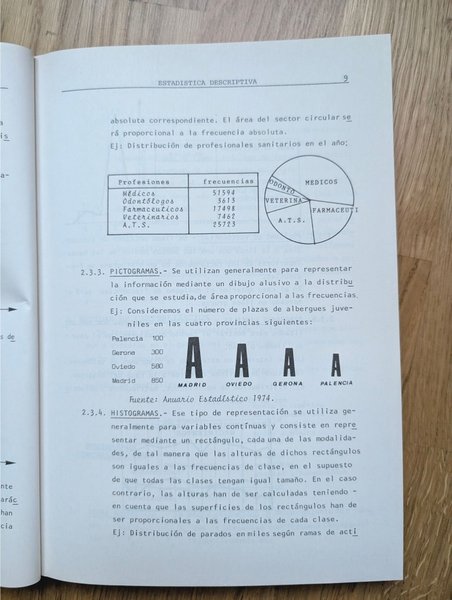 ESTADISTICA DESCRIPTIVA 9
absoluta correspondiente. El área del sector circular se
rá proporcional a la frecuencia absoluta.
Ej: Distribución de profesionales sanitarios en el año:
Profesiones frecuencias
Médicos 51594
Odontólogos 3613
Farmaceuticos 17498
Veterinarios 7462
A.T.S. 25723
ODONTO
MEDICOS
VETERINA
FARMACEUTI
A.T.S.
2.3.3. PICTOGRAMAS.- Se utilizan generalmente para representar
la información mediante un dibujo alusivo a la distribu
ción que se estudia,de área proporcional a las frecuencias.
Ej: Consideremos el número de plazas de albergues juve-
niles en las cuatro provincias siguientes:
Palencia 100
Gerona 300
Oviedo 580
Madrid 850
A A A A
MADRID OVIEDO GERONA PALENCIA
Fuente: Anuario Estadístico 1974.
2.3.4. HISTOGRAMAS.- Ese tipo de representación se utiliza ge-
neralmente para variables contínuas y consiste en repre
sentar mediante un rectángulo, cada una de las modalida-
des, de tal manera que las alturas de dichos rectángulos
son iguales a las frecuencias de clase, en el supuesto
de que todas las clases tengan igual tamaño. En el caso
contrario, las alturas han de ser calculadas teniendo -
en cuenta que las superficies de los rectángulos han de
ser proporcionales a las frecuencias de cada clase.
Ej: Distribución de parados en miles según ramas de acti